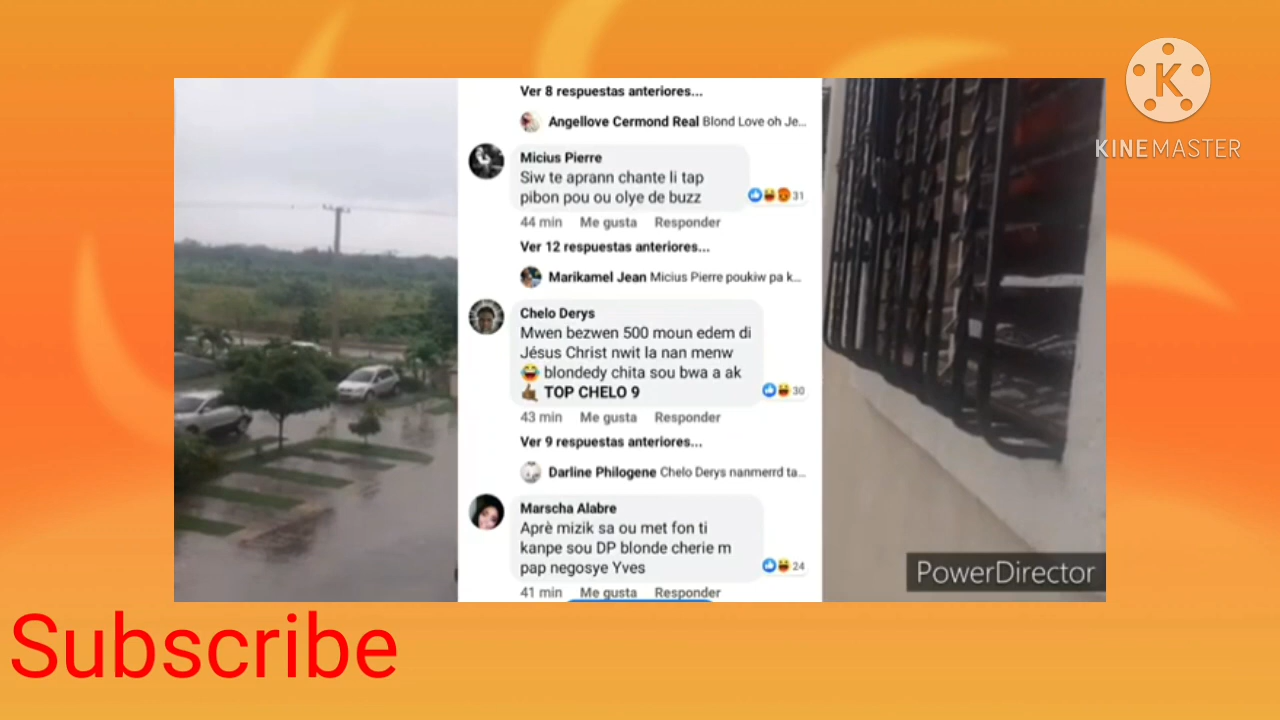 Ver 8 respuestas anteriores...
Angellove Cermond Real Blond Love oh Je...
Micius Pierre
Siw te aprann chante li tap
pibon pou ou olye de buzz
31
44 min Me gusta Responder
Ver 12 respuestas anteriores...
Marikamel Jean Micius Pierre poukiw pa k...
Chelo Derys
Mwen bezwen 500 moun edem di
Jésus Christ nwit la nan menw
😂 blondedy chita sou bwa a ak
👍🏾 TOP CHELO 9
30
43 min Me gusta Responder
Ver 9 respuestas anteriores...
Darline Philogene Chelo Derys nanmerrd ta...
Marscha Alabre
Aprè mizik sa ou met fon ti
kanpe sou DP blonde cherie m
pap negosye Yves
24
41 min Me gusta Responder
K
KINEMASTER
PowerDirector
Subscribe